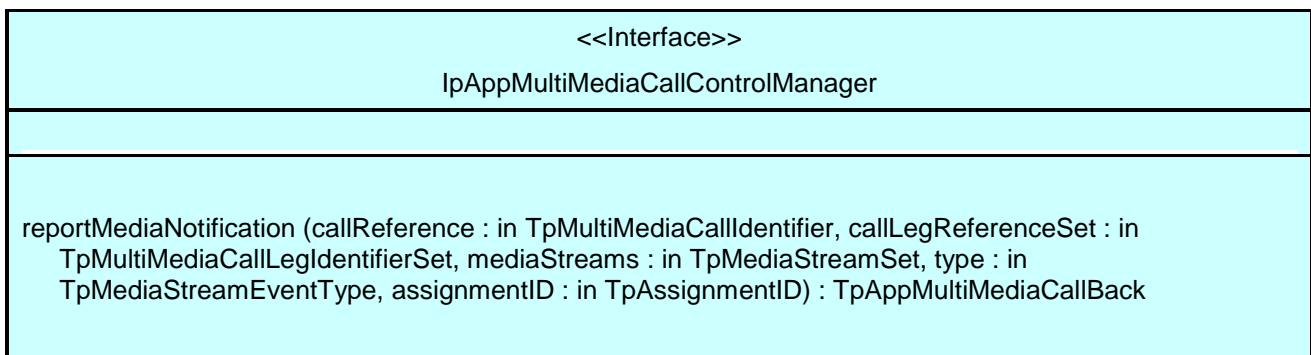 <<Interface>>
IpAppMultiMediaCallControlManager
reportMediaNotification (callReference : in TpMultiMediaCallIdentifier, callLegReferenceSet : in
TpMultiMediaCallLegIdentifierSet, mediaStreams : in TpMediaStreamSet, type : in
TpMediaStreamEventType, assignmentID : in TpAssignmentID) : TpAppMultiMediaCallBack